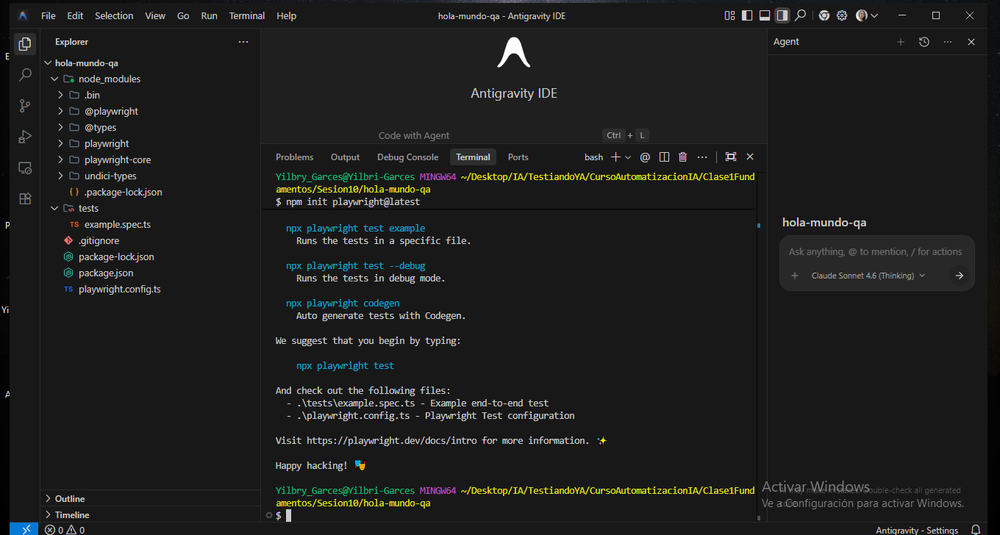 File Edit Selection View Go Run Terminal Help
hola-mundo-qa - Antigravity IDE
E
P
Yi
A
Explorer
hola-mundo-qa
node_modules
.bin
@playwright
@types
playwright
playwright-core
undici-types
{ } .package-lock.json
tests
TS example.spec.ts
.gitignore
package-lock.json
package.json
TS playwright.config.ts
Outline
Timeline
Antigravity IDE
Code with Agent Ctrl + L
Problems Output Debug Console Terminal Ports bash
Yilbry_Garces@Yilbri-Garces MINGW64 ~/Desktop/IA/TestiandoYA/CursoAutomatizacionIA/Clase1Fund
amentos/Sesion10/hola-mundo-qa
$ npm init playwright@latest
npx playwright test example
Runs the tests in a specific file.
npx playwright test --debug
Runs the tests in debug mode.
npx playwright codegen
Auto generate tests with Codegen.
We suggest that you begin by typing:
npx playwright test
And check out the following files:
- .\tests\example.spec.ts - Example end-to-end test
- .\playwright.config.ts - Playwright Test configuration
Visit https://playwright.dev/docs/intro for more information. ✨
Happy hacking! 🎭
Yilbry_Garces@Yilbri-Garces MINGW64 ~/Desktop/IA/TestiandoYA/CursoAutomatizacionIA/Clase1Fund
amentos/Sesion10/hola-mundo-qa
$
Agent
hola-mundo-qa
Ask anything, @ to mention, / for actions
Claude Sonnet 4.6 (Thinking)
Double-check all generated
Activar Windows
Ve a Configuración para activar Windows.
0 0
Antigravity - Settings